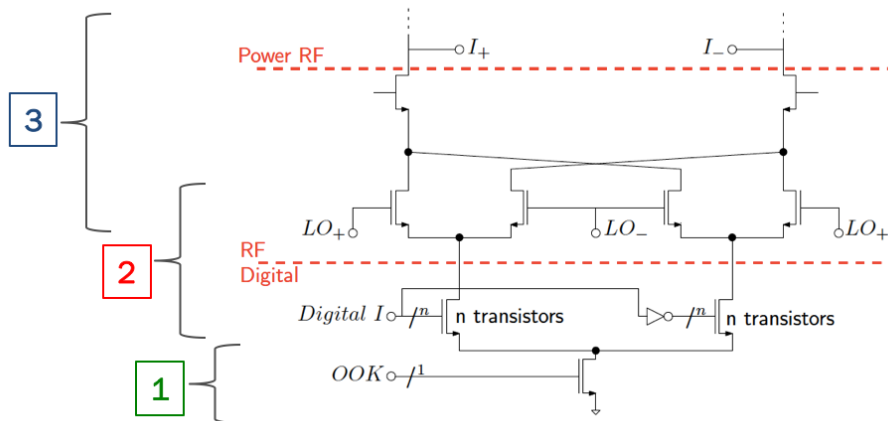 Power RF
I+
I−
3
LO+
LO−
LO+
RF
2
Digital
Digital I
n
n transistors
n
n transistors
1
OOK
1